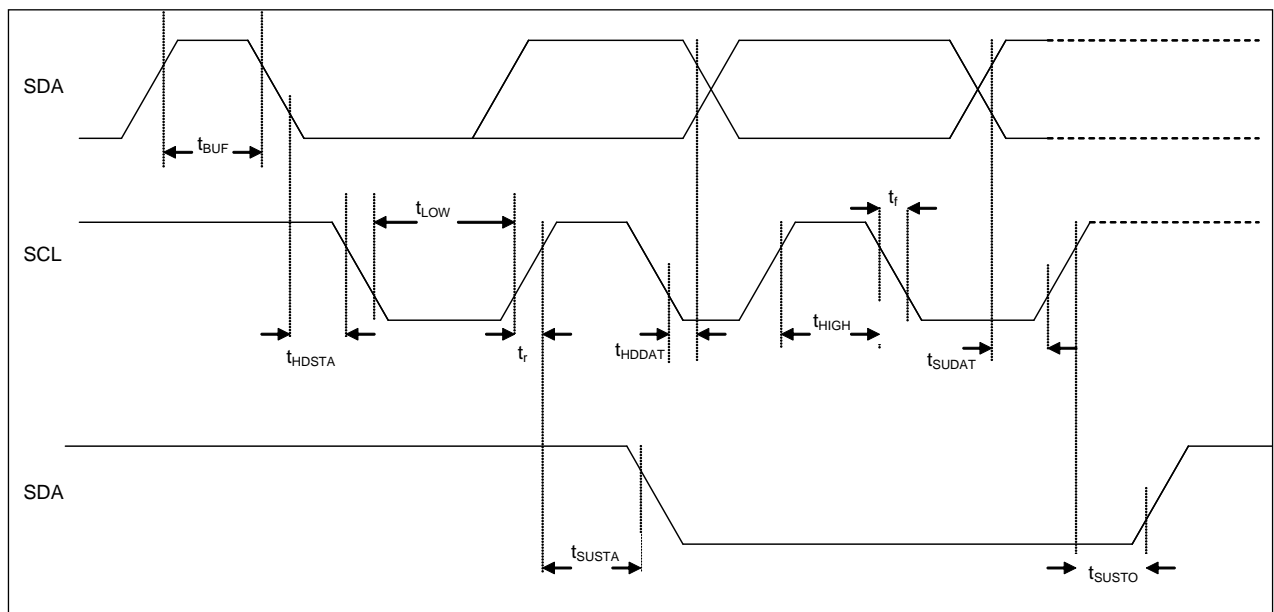 SDA
tBUF
tLOW
tf
SCL
tHDSTA
tr
tHDDAT
tHIGH
tSUDAT
SDA
tSUSTA
tSUSTO